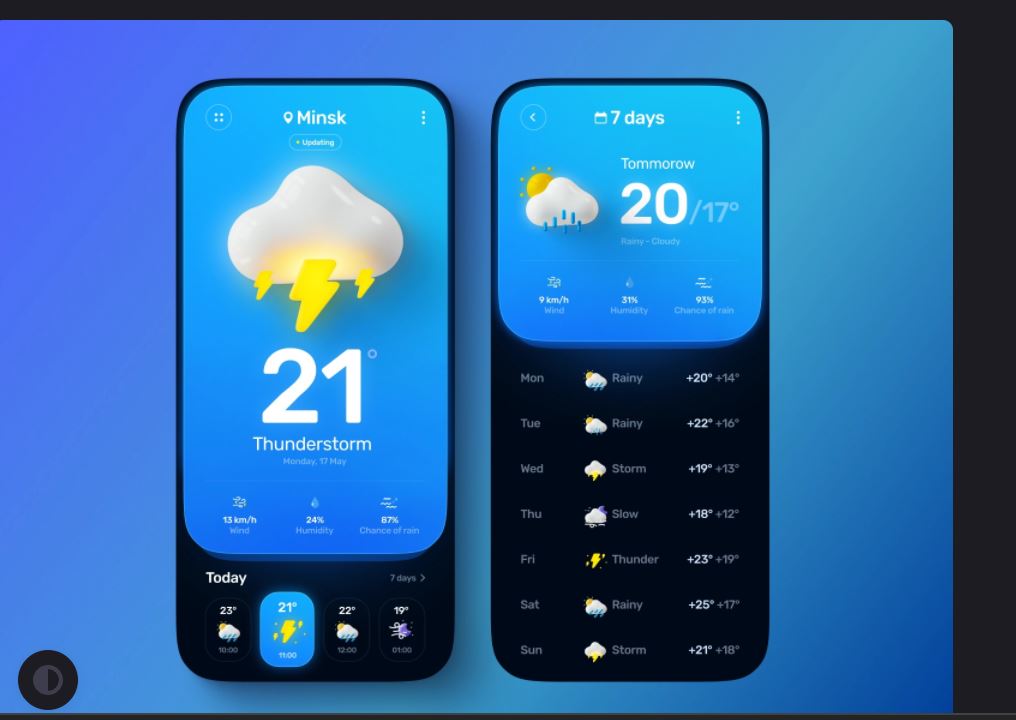 Minsk
Updating
21°
Thunderstorm
Monday, 17 May
13 km/h 24% 87%
Wind Humidity Chance of rain
Today 7 days
23° 21° 22° 19°
10:00 11:00 12:00 01:00
7 days
Tommorow
20/17°
Rainy - Cloudy
9 km/h 31% 93%
Wind Humidity Chance of rain
Mon Rainy +20° +14°
Tue Rainy +22° +16°
Wed Storm +19° +13°
Thu Slow +18° +12°
Fri Thunder +23° +19°
Sat Rainy +25° +17°
Sun Storm +21° +18°